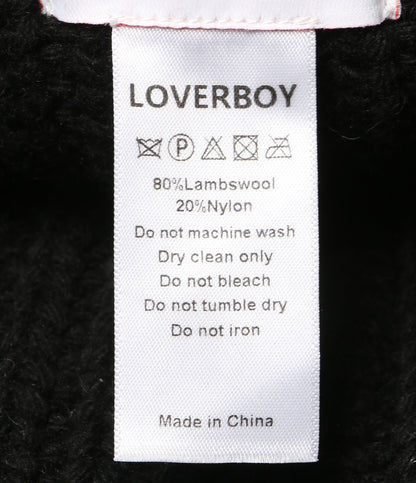 LOVERBOY
P
80%Lambswool
20%Nylon
Do not machine wash
Dry clean only
Do not bleach
Do not tumble dry
Do not iron
Made in China